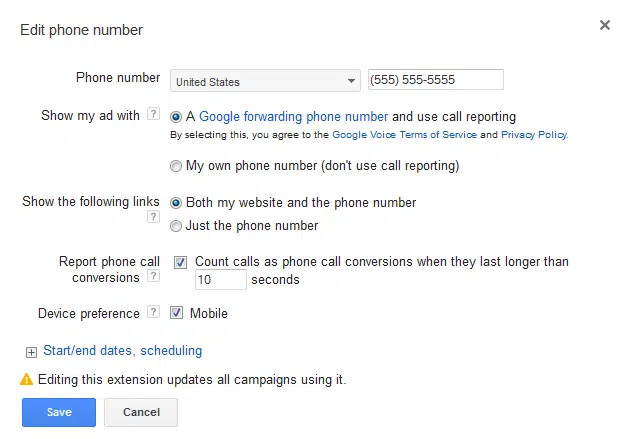 Edit phone number
×
Phone number United States (555) 555-5555
Show my ad with ? A Google forwarding phone number and use call reporting
By selecting this, you agree to the Google Voice Terms of Service and Privacy Policy.
My own phone number (don't use call reporting)
Show the following links Both my website and the phone number
? Just the phone number
Report phone call Count calls as phone call conversions when they last longer than
conversions ? 10 seconds
Device preference ? Mobile
Start/end dates, scheduling
Editing this extension updates all campaigns using it.
Save Cancel